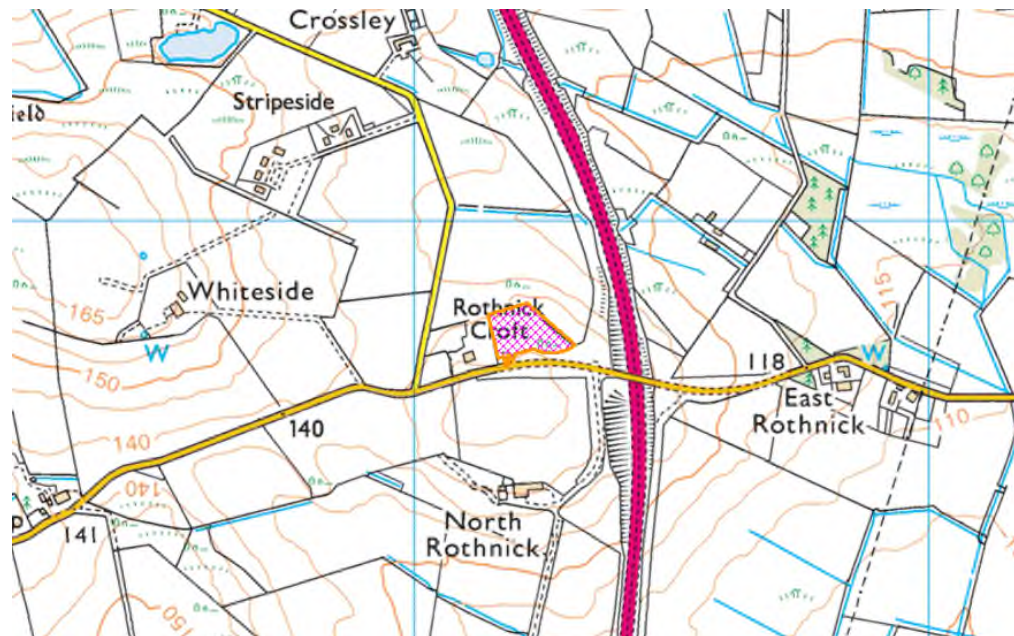 Crossley
Stripeside
ield
Whiteside
165
W
150
Rothnick
Croft
115
118
W
East
Rothnick
110
140
140
140
141
p
North
Rothnick
150